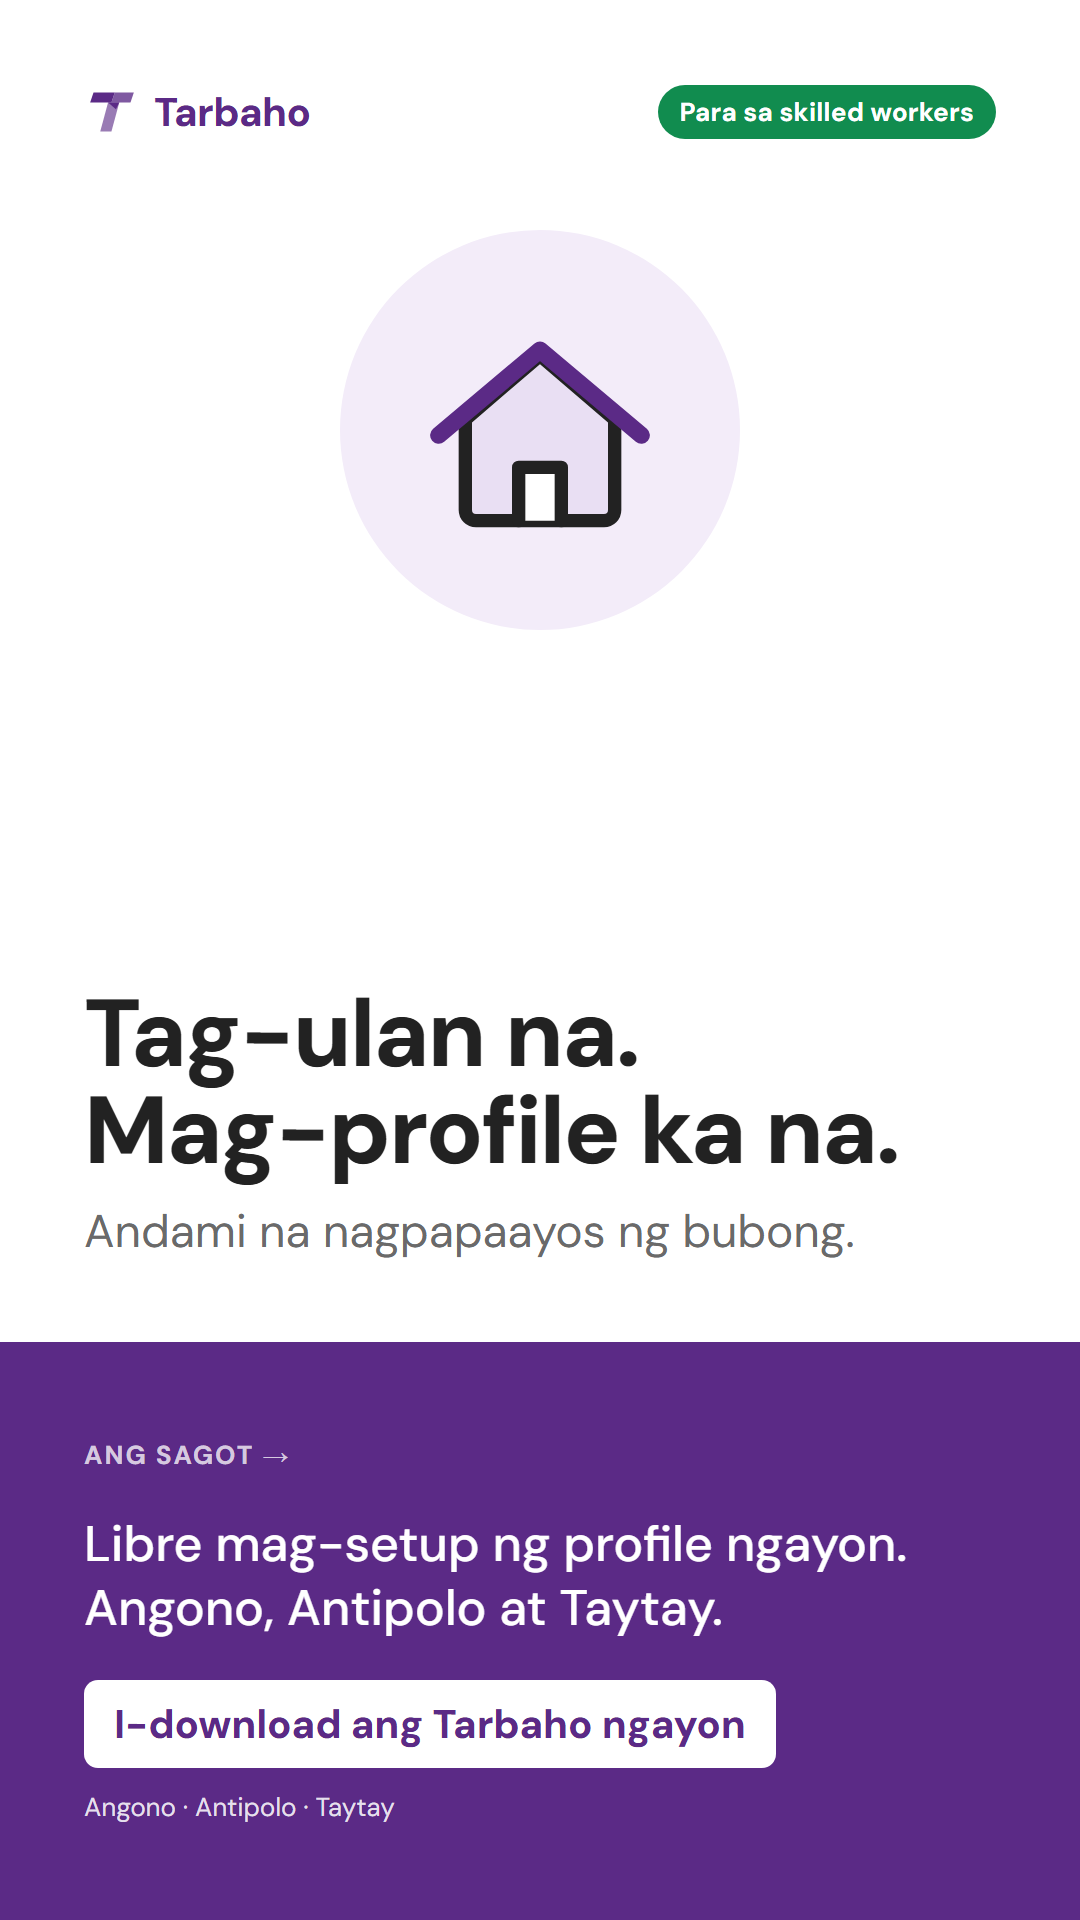 Tarbaho
Para sa skilled workers
Tag-ulan na.
Mag-profile ka na.
Andami na nagpapaayos ng bubong.
ANG SAGOT →
Libre mag-setup ng profile ngayon.
Angono, Antipolo at Taytay.
I-download ang Tarbaho ngayon
Angono · Antipolo · Taytay